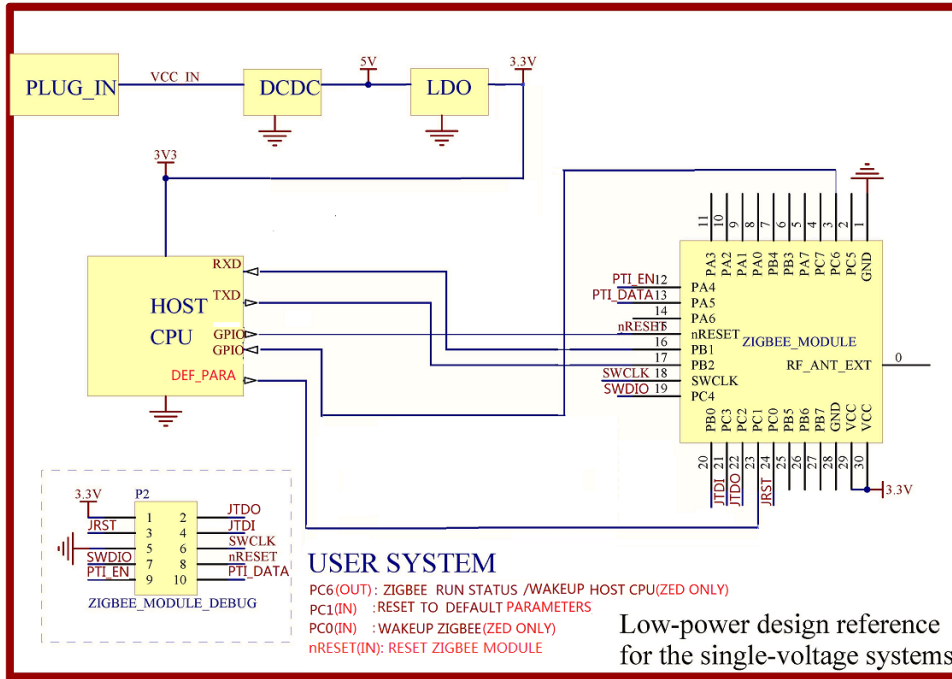 PLUG_IN
VCC IN
DCDC
5V
LDO
3.3V
3V3
HOST
CPU
RXD
TXD
GPIO
GPIO
DEF_PARA
11 10 9 8 7 6 5 4 3 2 1
PA3 PA2 PA1 PA0 PB4 PB3 PA7 PC7 PC6 PC5 GND
PTI_EN 12 PA4
PTI_DATA 13 PA5
14 PA6
nRESET 15 nRESET
16 PB1
17 PB2
SWCLK 18 SWCLK
SWDIO 19 PC4
ZIGBEE_MODULE
RF_ANT_EXT 0
PB0 PC3 PC2 PC1 PC0 PB5 PB6 PB7 GND VCC VCC
20 21 22 23 24 25 26 27 28 29 30
JTDI JTDO JRST
3.3V
3.3V P2
1 2 JTDO
JRST 3 4 JTDI
5 6 SWCLK
SWDIO 7 8 nRESET
PTI_EN 9 10 PTI_DATA
ZIGBEE_MODULE_DEBUG
USER SYSTEM
PC6(OUT): ZIGBEE RUN STATUS /WAKEUP HOST CPU(ZED ONLY)
PC1(IN) :RESET TO DEFAULT PARAMETERS
PC0(IN) :WAKEUP ZIGBEE(ZED ONLY)
nRESET(IN): RESET ZIGBEE MODULE
Low-power design reference
for the single-voltage systems